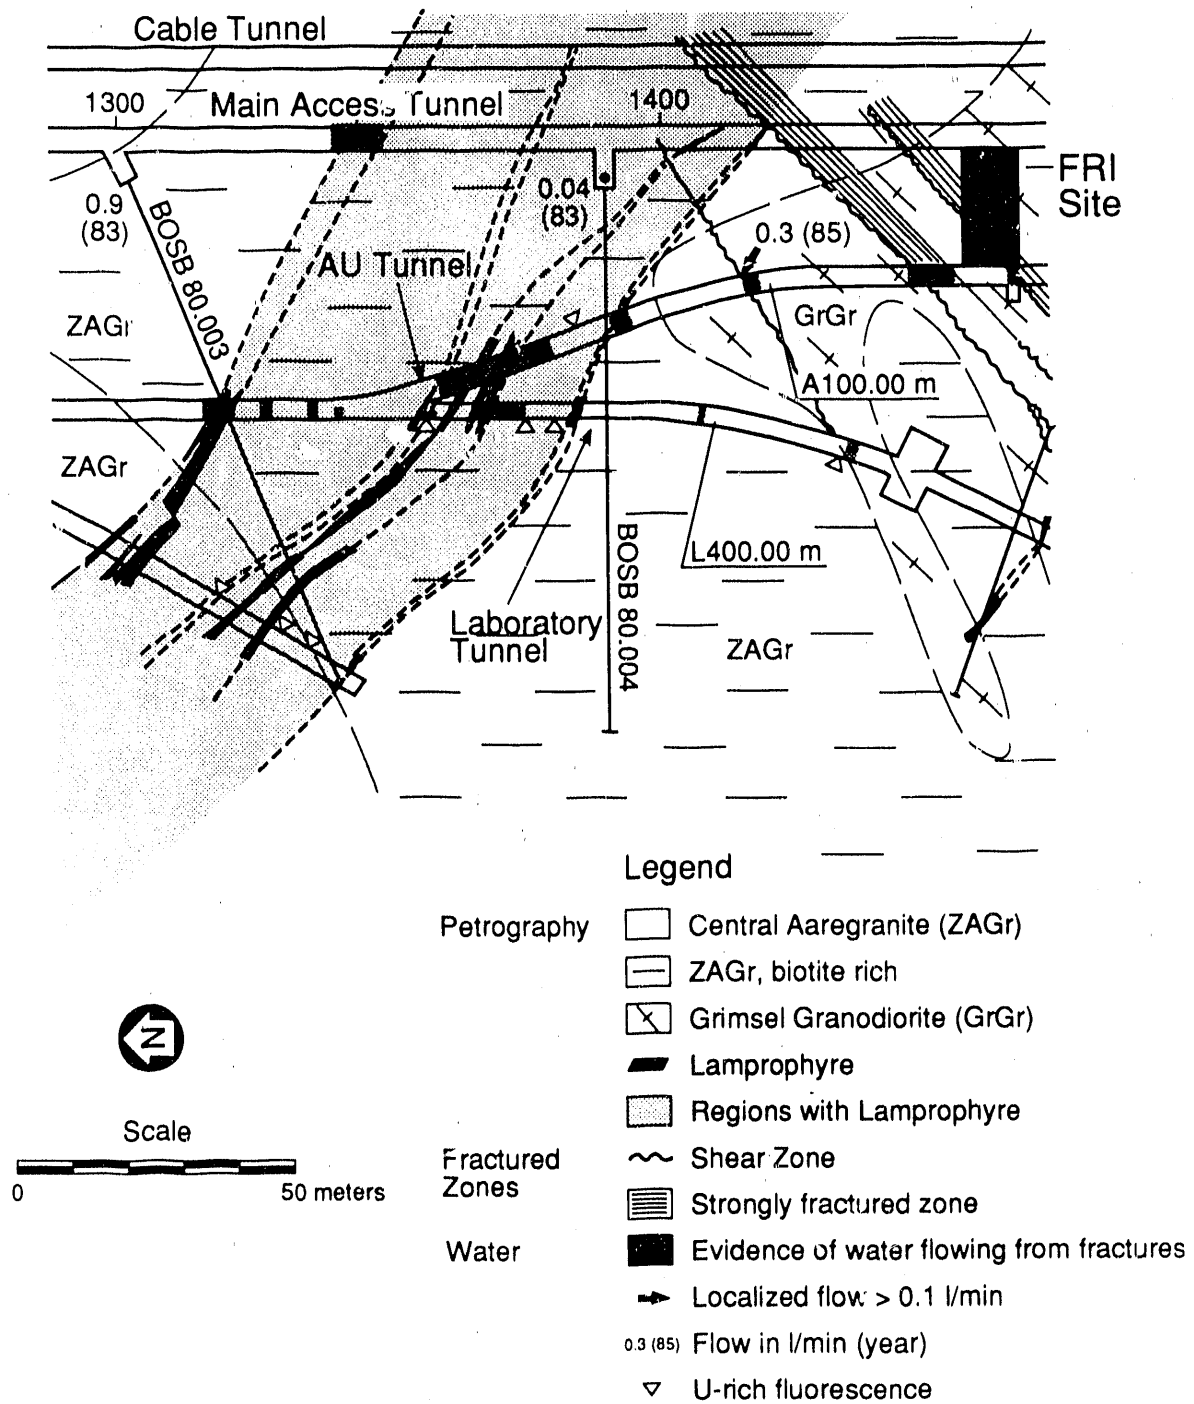 Cable Tunnel
1300
Main Access Tunnel
1400
FRI
Site
0.9
(83)
BOSB 80.003
0.04
(83)
0.3 (85)
AU Tunnel
ZAGr
GrGr
A100.00 m
ZAGr
BOSB 80.004
L400.00 m
Laboratory
Tunnel
ZAGr
Legend
Petrography
Central Aaregranite (ZAGr)
ZAGr, biotite rich
Grimsel Granodiorite (GrGr)
N
Lamprophyre
Regions with Lamprophyre
Scale
0
50 meters
Fractured
Zones
Shear Zone
Strongly fractured zone
Water
Evidence of water flowing from fractures
Localized flow > 0.1 l/min
0.3 (85) Flow in l/min (year)
U-rich fluorescence